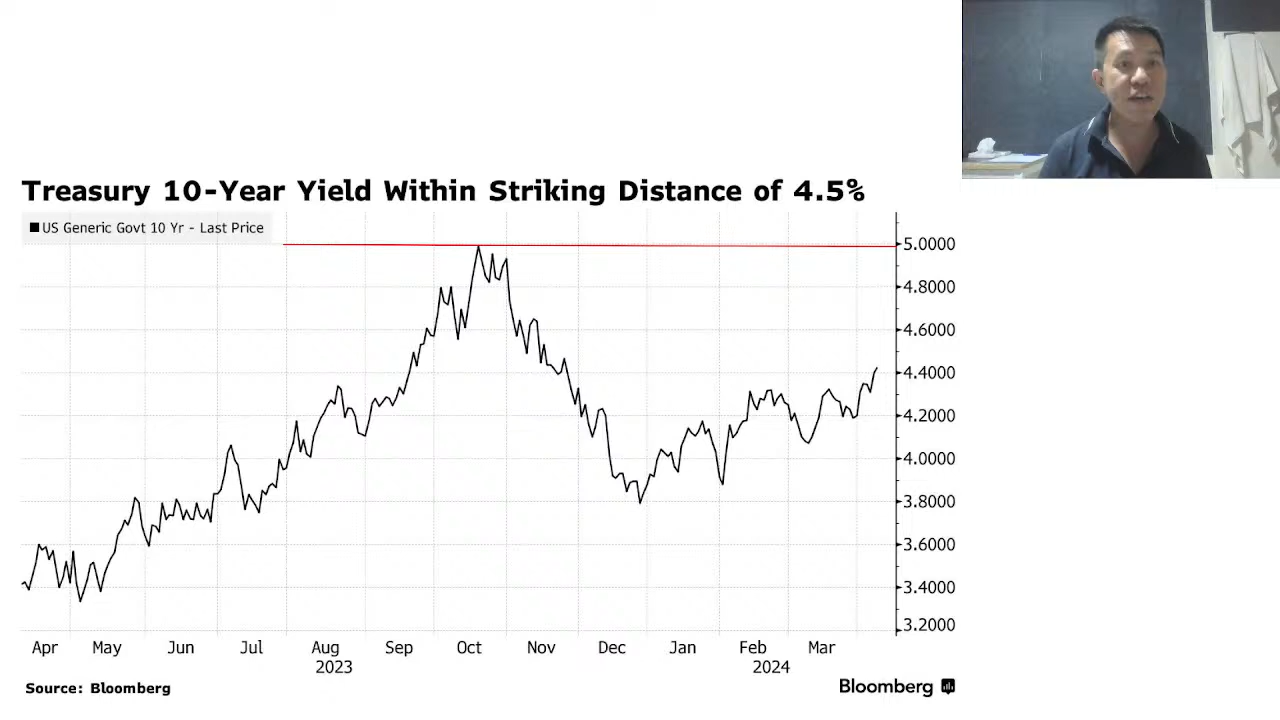 Treasury 10-Year Yield Within Striking Distance of 4.5%
US Generic Govt 10 Yr - Last Price
5.0000
4.8000
4.6000
4.4000
4.2000
4.0000
3.8000
3.6000
3.4000
3.2000
Apr May Jun Jul Aug Sep Oct Nov Dec Jan Feb Mar
2023 2024
Source: Bloomberg
Bloomberg